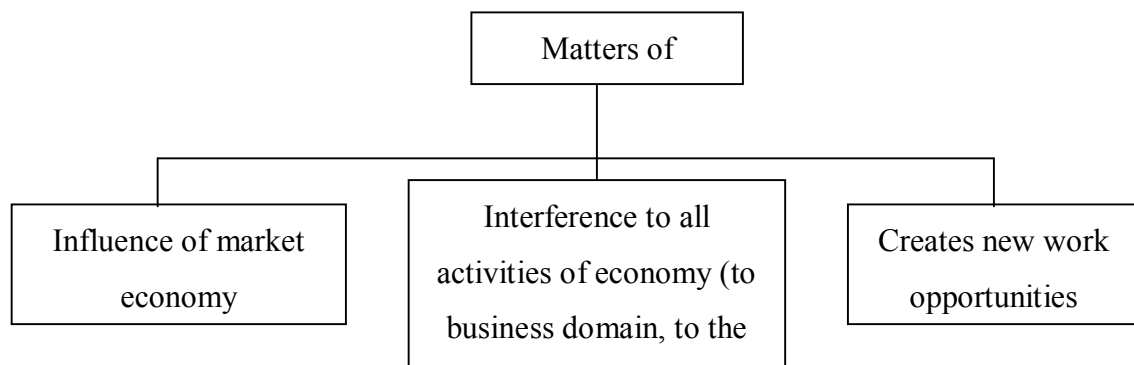 Matters of
Influence of market
economy
Interference to all
activities of economy (to
business domain, to the
Creates new work
opportunities